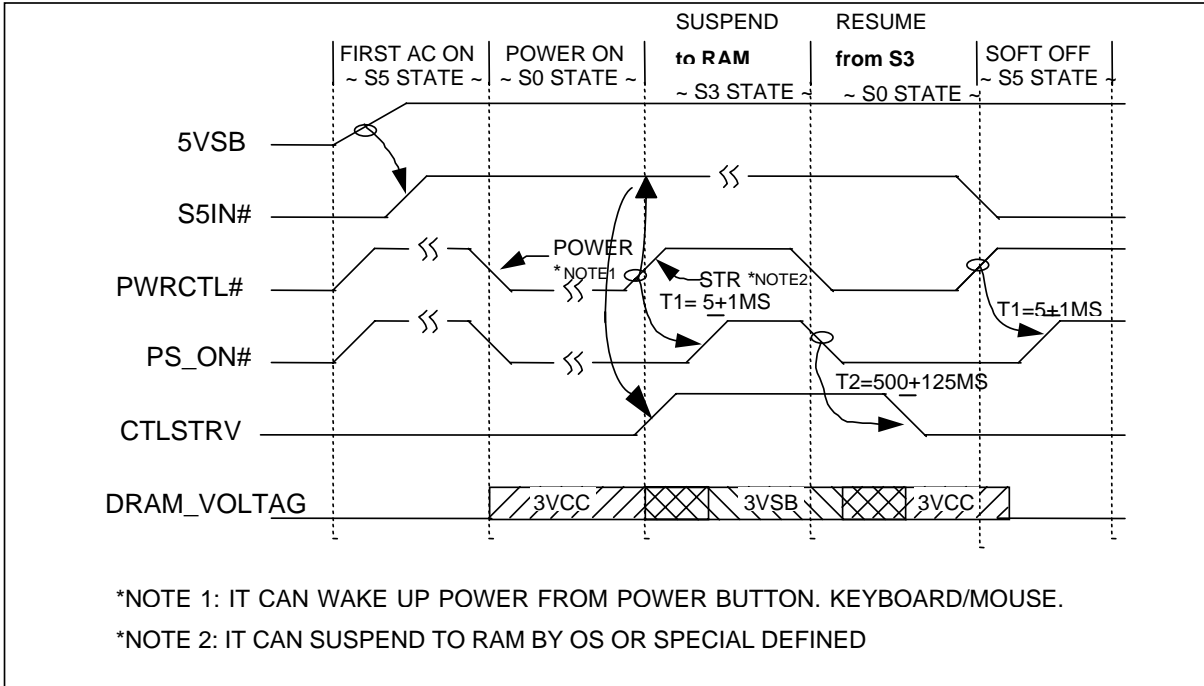 SUSPEND
to RAM
~ S3 STATE ~
RESUME
from S3
~ S0 STATE ~
FIRST AC ON
~ S5 STATE ~
POWER ON
~ S0 STATE ~
SOFT OFF
~ S5 STATE ~
5VSB
S5IN#
PWRCTL#
POWER
*NOTE1
STR *NOTE2
T1= 5+1MS
T1=5+1MS
PS_ON#
T2=500+125MS
CTLSTRV
DRAM_VOLTAG
3VCC
3VSB
3VCC
*NOTE 1: IT CAN WAKE UP POWER FROM POWER BUTTON. KEYBOARD/MOUSE.
*NOTE 2: IT CAN SUSPEND TO RAM BY OS OR SPECIAL DEFINED